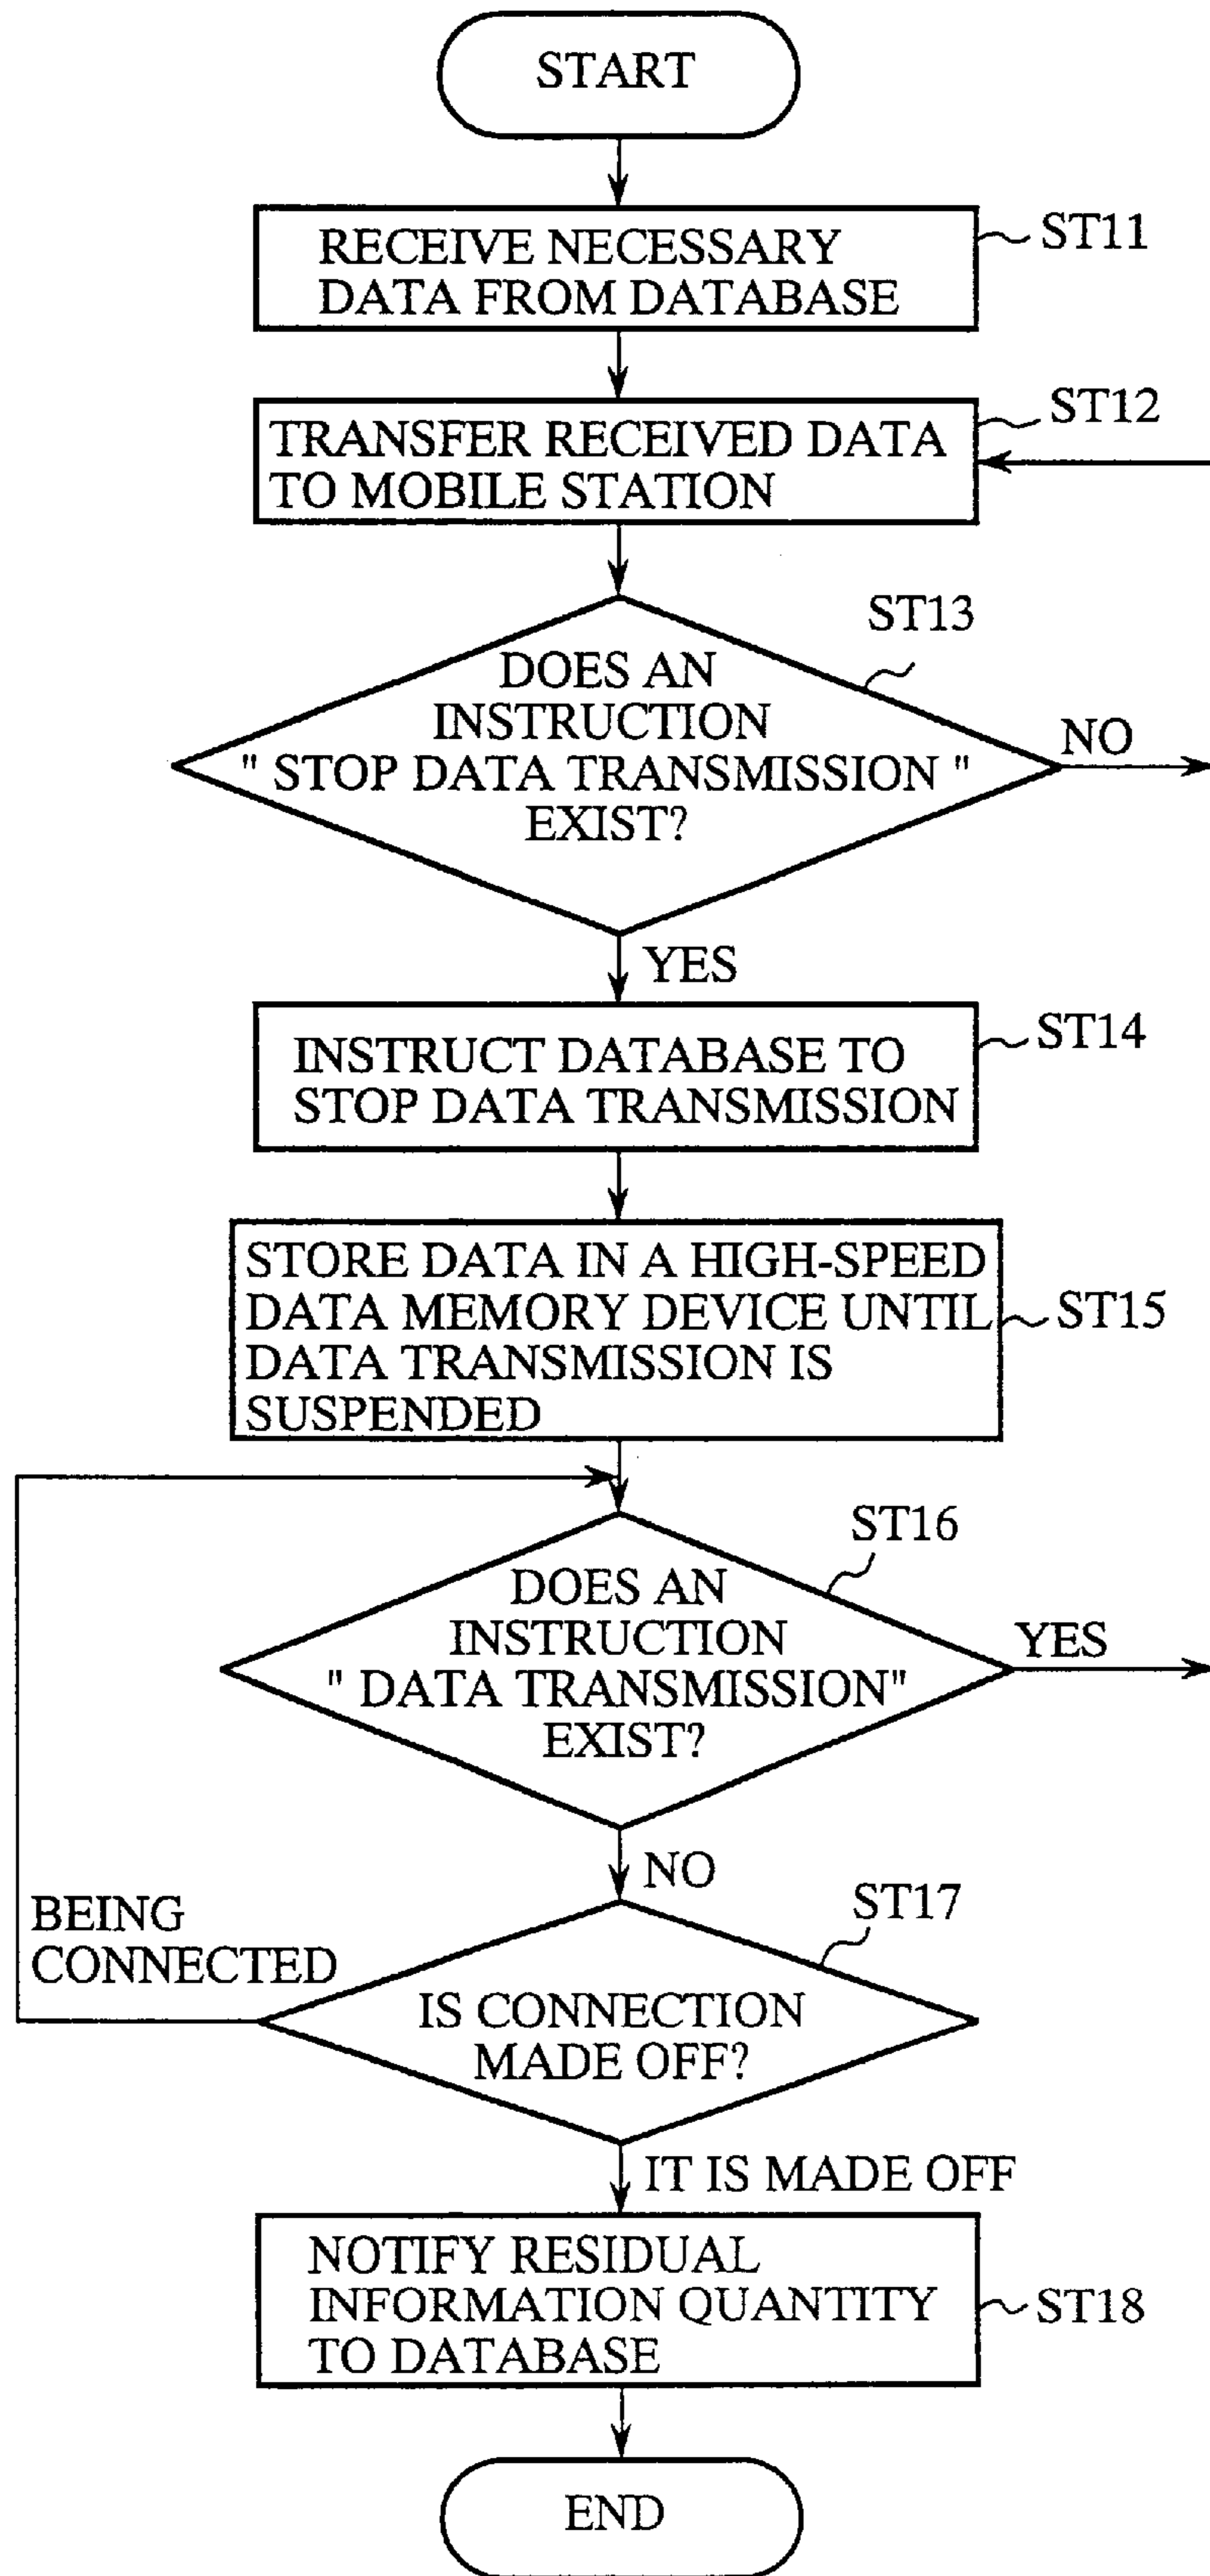 START
RECEIVE NECESSARY
DATA FROM DATABASE
ST11
TRANSFER RECEIVED DATA
TO MOBILE STATION
ST12
DOES AN
INSTRUCTION
" STOP DATA TRANSMISSION "
EXIST?
ST13
NO
YES
INSTRUCT DATABASE TO
STOP DATA TRANSMISSION
ST14
STORE DATA IN A HIGH-SPEED
DATA MEMORY DEVICE UNTIL
DATA TRANSMISSION IS
SUSPENDED
ST15
DOES AN
INSTRUCTION
" DATA TRANSMISSION"
EXIST?
ST16
YES
NO
BEING
CONNECTED
IS CONNECTION
MADE OFF?
ST17
IT IS MADE OFF
NOTIFY RESIDUAL
INFORMATION QUANTITY
TO DATABASE
ST18
END